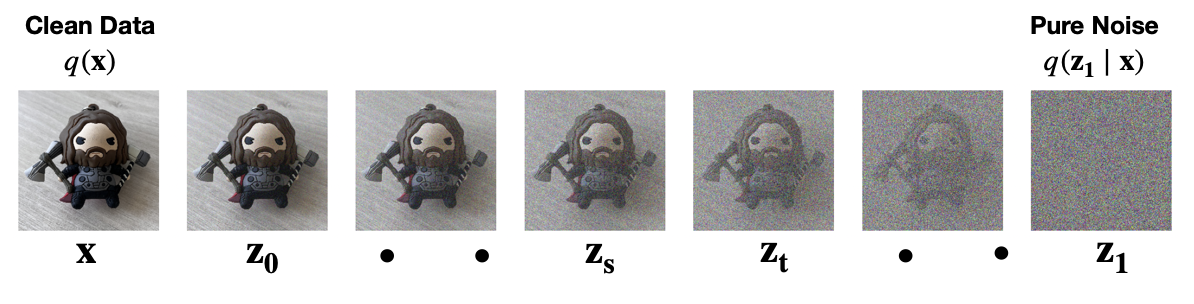 Clean Data
q(x)
Pure Noise
q(z₁ | x)
x z₀ • • zₛ zₜ • • z₁